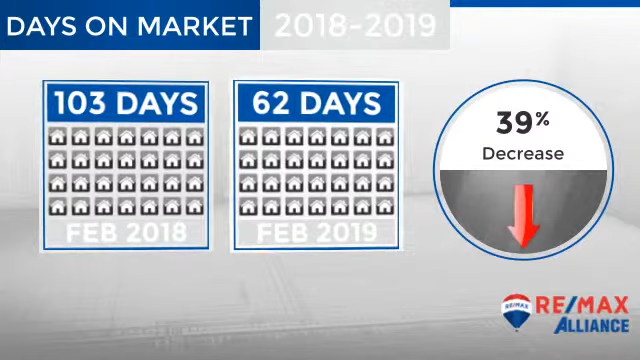 DAYS ON MARKET 2018-2019
103 DAYS
FEB 2018
62 DAYS
FEB 2019
39%
Decrease
RE/MAX
RE/MAX
ALLIANCE